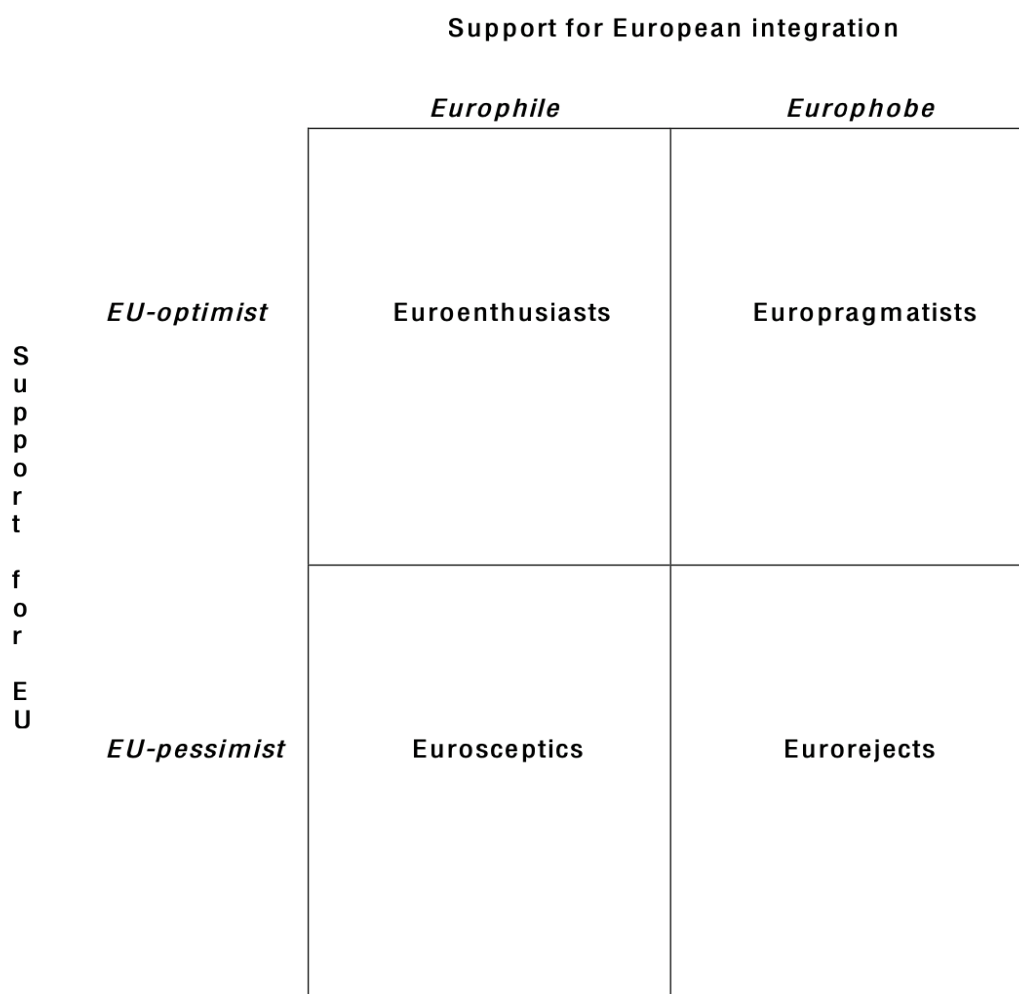 Support for European integration
Europhile Europhobe
EU-optimist Euroenthusiasts Europragmatists
Support for EU
EU-pessimist Eurosceptics Eurorejects